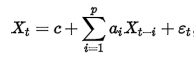 $X_t = c + \sum_{i=1}^{p} a_i X_{t-i} + \varepsilon_t,$